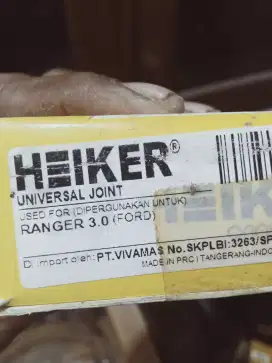 HEIKER®
UNIVERSAL JOINT
USED FOR (DIPERGUNAKAN UNTUK)
RANGER 3.0 (FORD)
Di import oleh: PT.VIVAMAS No.SKPLBI:3263/SF
MADE IN PRC | TANGERANG-INDO